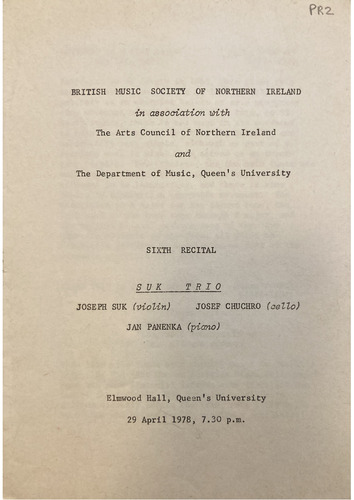 PR2
BRITISH MUSIC SOCIETY OF NORTHERN IRELAND
in association with
The Arts Council of Northern Ireland
and
The Department of Music, Queen's University
SIXTH RECITAL
SUK TRIO
JOSEPH SUK (violin) JOSEF CHUCHRO (cello)
JAN PANENKA (piano)
Elmwood Hall, Queen's University
29 April 1978, 7.30 p.m.